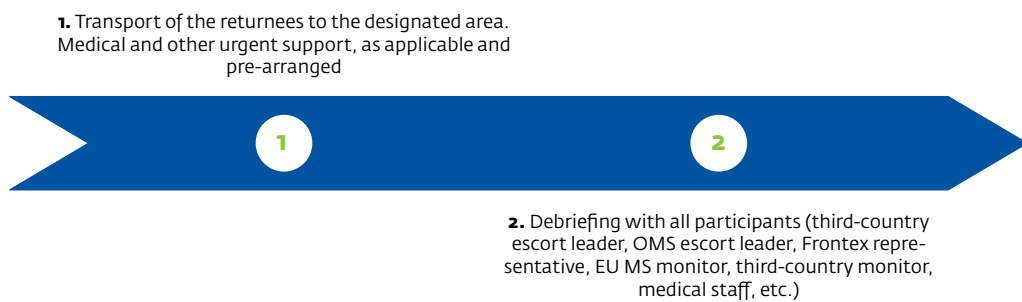 1. Transport of the returnees to the designated area.
Medical and other urgent support, as applicable and
pre-arranged
1
2
2. Debriefing with all participants (third-country
escort leader, OMS escort leader, Frontex repre-
sentative, EU MS monitor, third-country monitor,
medical staff, etc.)